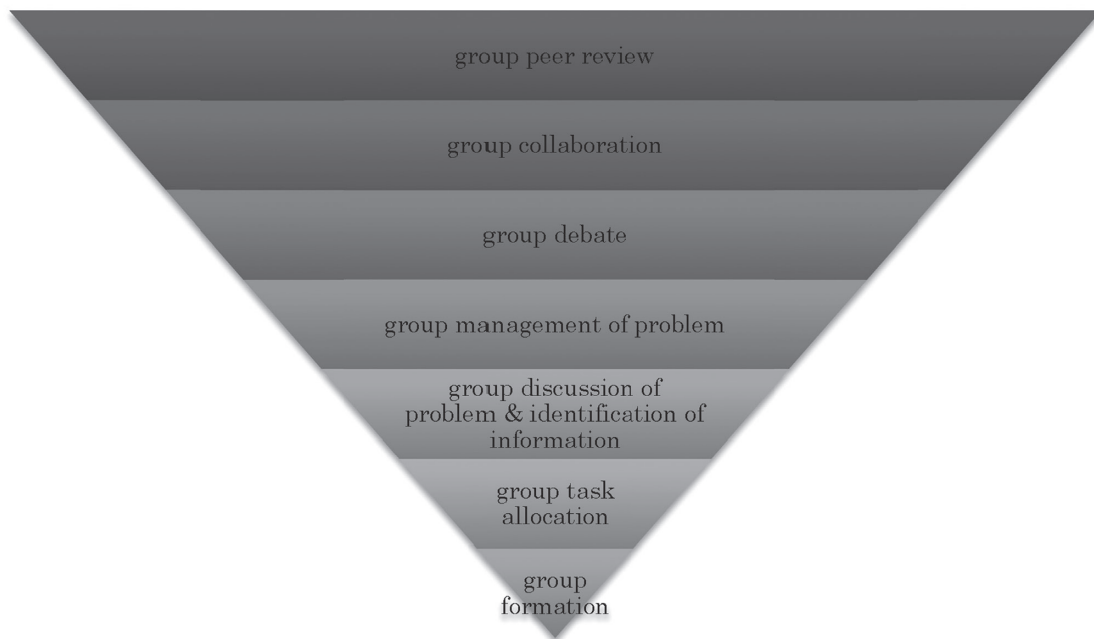 group peer review
group collaboration
group debate
group management of problem
group discussion of
problem & identification of
information
group task
allocation
group
formation